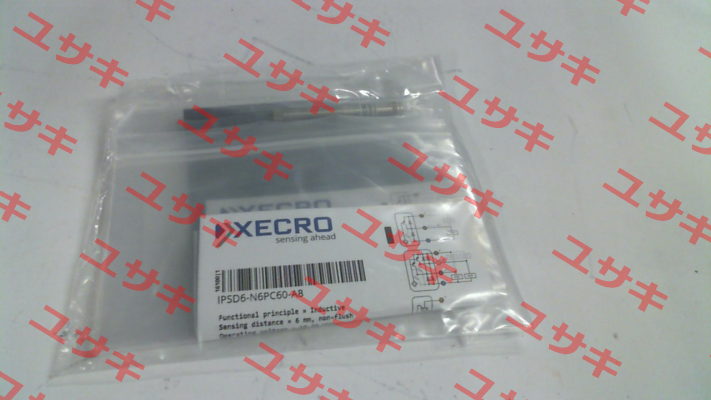 XECRO
sensing ahead
IPSD6-N6PC60-A8
Functional principle = Inductive
Sensing distance = 6 mm, non-flush
ユサキ